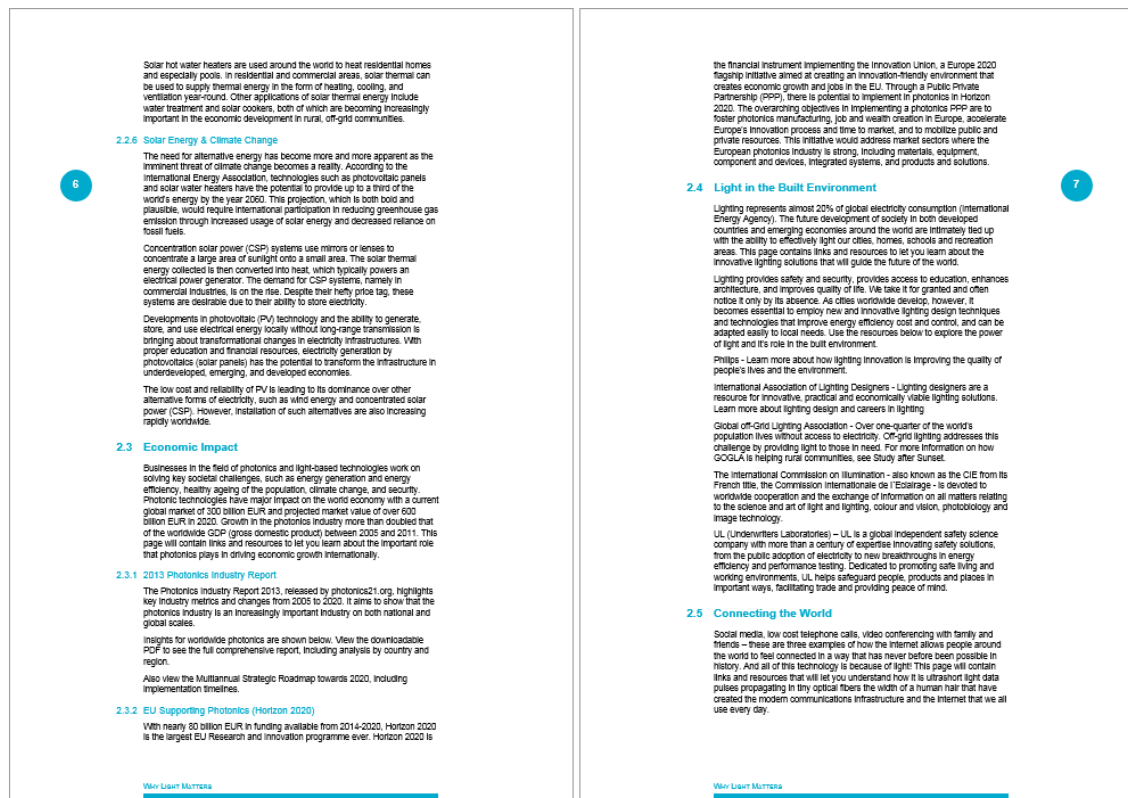 Solar hot water heaters are used around the world to heat residential homes
and especially pools. In residential and commercial areas, solar thermal can
be used to supply thermal energy in the form of heating, cooling, and
ventilation year-round. Other applications of solar thermal energy include
water treatment and solar cookers, both of which are becoming increasingly
important in the economic development in rural, off-grid communities.
2.2.6 Solar Energy & Climate Change
The need for alternative energy has become more and more apparent as the
imminent threat of climate change becomes a reality. According to the
International Energy Association, technologies such as photovoltaic panels
and solar water heaters have the potential to provide up to a third of the
world's energy by the year 2060. This projection, which is both bold and
plausible, would require international participation in reducing greenhouse gas
emission through increased usage of solar energy and decreased reliance on
fossil fuels.
6
Concentration solar power (CSP) systems use mirrors or lenses to
concentrate a large area of sunlight onto a small area. The solar thermal
energy collected is then converted into heat, which typically powers an
electrical power generator. The demand for CSP systems, namely in
commercial industries, is on the rise. Despite their hefty price tag, these
systems are desirable due to their ability to store electricity.
Developments in photovoltaic (PV) technology and the ability to generate,
store, and use electrical energy locally without long-range transmission is
bringing about transformational changes in electricity infrastructures. With
proper education and financial resources, electricity generation by
photovoltaics (solar panels) has the potential to transform the infrastructure in
underdeveloped, emerging, and developed economies.
The low cost and reliability of PV is leading to its dominance over other
alternative forms of electricity, such as wind energy and concentrated solar
power (CSP). However, installation of such alternatives are also increasing
rapidly worldwide.
2.3 Economic Impact
Businesses in the field of photonics and light-based technologies work on
solving key societal challenges, such as energy generation and energy
efficiency, healthy ageing of the population, climate change, and security.
Photonic technologies have major impact on the world economy with a current
global market of 300 billion EUR and projected market value of over 600
billion EUR in 2020. Growth in the photonics industry more than doubled that
of the worldwide GDP (gross domestic product) between 2005 and 2011. This
page will contain links and resources to let you learn about the important role
that photonics plays in driving economic growth internationally.
2.3.1 2013 Photonics Industry Report
The Photonics Industry Report 2013, released by photonics21.org, highlights
key industry metrics and changes from 2005 to 2020. It aims to show that the
photonics industry is an increasingly important industry on both national and
global scales.
Insights for worldwide photonics are shown below. View the downloadable
PDF to see the full comprehensive report, including analysis by country and
region.
Also view the Multiannual Strategic Roadmap towards 2020, including
implementation timelines.
2.3.2 EU Supporting Photonics (Horizon 2020)
With nearly 80 billion EUR in funding available from 2014-2020, Horizon 2020
is the largest EU Research and Innovation programme ever. Horizon 2020 is
Why Light Matters
the financial instrument implementing the Innovation Union, a Europe 2020
flagship initiative aimed at creating an innovation-friendly environment that
creates economic growth and jobs in the EU. Through a Public Private
Partnership (PPP), there is potential to implement in photonics in Horizon
2020. The overarching objectives in implementing a photonics PPP are to
foster photonics manufacturing, job and wealth creation in Europe, accelerate
Europe's innovation process and time to market, and to mobilize public and
private resources. This initiative would address market sectors where the
European photonics industry is strong, including materials, equipment,
component and devices, integrated systems, and products and solutions.
7
2.4 Light in the Built Environment
Lighting represents almost 20% of global electricity consumption (International
Energy Agency). The future development of society in both developed
countries and emerging economies around the world are intimately tied up
with the ability to effectively light our cities, homes, schools and recreation
areas. This page contains links and resources to let you learn about the
innovative lighting solutions that will guide the future of the world.
Lighting provides safety and security, provides access to education, enhances
architecture, and improves quality of life. We take it for granted and often
notice it only by its absence. As cities worldwide develop, however, it
becomes essential to employ new and innovative lighting design techniques
and technologies that improve energy efficiency cost and control, and can be
adapted easily to local needs. Use the resources below to explore the power
of light and it's role in the built environment.
Philips - Learn more about how lighting innovation is improving the quality of
people's lives and the environment.
International Association of Lighting Designers - Lighting designers are a
resource for innovative, practical and economically viable lighting solutions.
Learn more about lighting design and careers in lighting
Global off-Grid Lighting Association - Over one-quarter of the world's
population lives without access to electricity. Off-grid lighting addresses this
challenge by providing light to those in need. For more information on how
GOGLA is helping rural communities, see Study after Sunset.
The International Commission on Illumination - also known as the CIE from its
French title, the Commission Internationale de l'Eclairage - is devoted to
worldwide cooperation and the exchange of information on all matters relating
to the science and art of light and lighting, colour and vision, photobiology and
image technology.
UL (Underwriters Laboratories) – UL is a global independent safety science
company with more than a century of expertise innovating safety solutions,
from the public adoption of electricity to new breakthroughs in energy
efficiency and performance testing. Dedicated to promoting safe living and
working environments, UL helps safeguard people, products and places in
important ways, facilitating trade and providing peace of mind.
2.5 Connecting the World
Social media, low cost telephone calls, video conferencing with family and
friends – these are three examples of how the internet allows people around
the world to feel connected in a way that has never before been possible in
history. And all of this technology is because of light! This page will contain
links and resources that will let you understand how it is ultrashort light data
pulses propagating in tiny optical fibers the width of a human hair that have
created the modern communications infrastructure and the internet that we all
use every day.
Why Light Matters